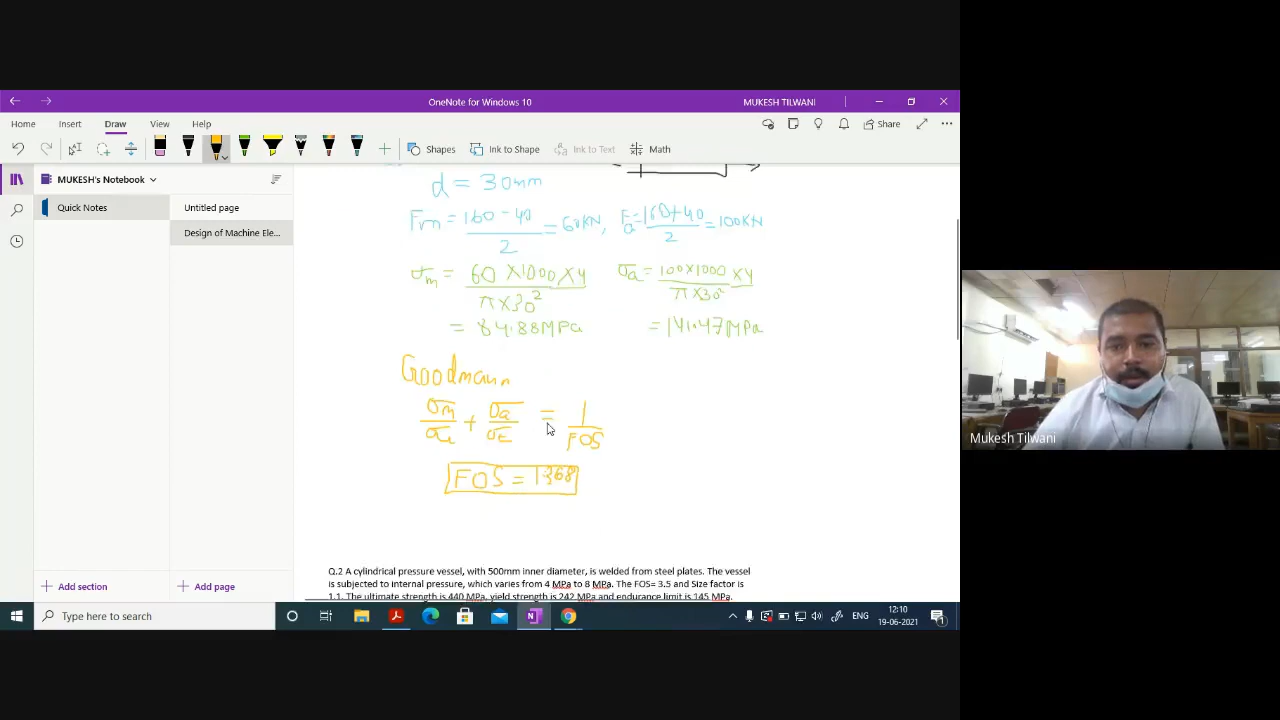 OneNote for Windows 10
MUKESH TILWANI
Home Insert Draw View Help
Share
Shapes Ink to Shape Ink to Text Math
MUKESH's Notebook
Quick Notes
Untitled page
Design of Machine Ele...
d = 30mm
Fm = 160 - 40 / 2 = 60KN, Fa = 160+40 / 2 = 100KN
σm = 60 X1000 X4 / π X 30² σa = 100X1000 X4 / π X 30²
= 84.88MPa = 141.47MPa
Goodmann
σm / σu + σa / σE = 1 / FOS
FOS = 1.368
Q.2 A cylindrical pressure vessel, with 500mm inner diameter, is welded from steel plates. The vessel
is subjected to internal pressure, which varies from 4 MPa to 8 MPa. The FOS= 3.5 and Size factor is
1.1. The ultimate strength is 440 MPa, yield strength is 242 MPa and endurance limit is 145 MPa.
Add section
Add page
Mukesh Tilwani
Type here to search
ENG
12:10
19-06-2021
1